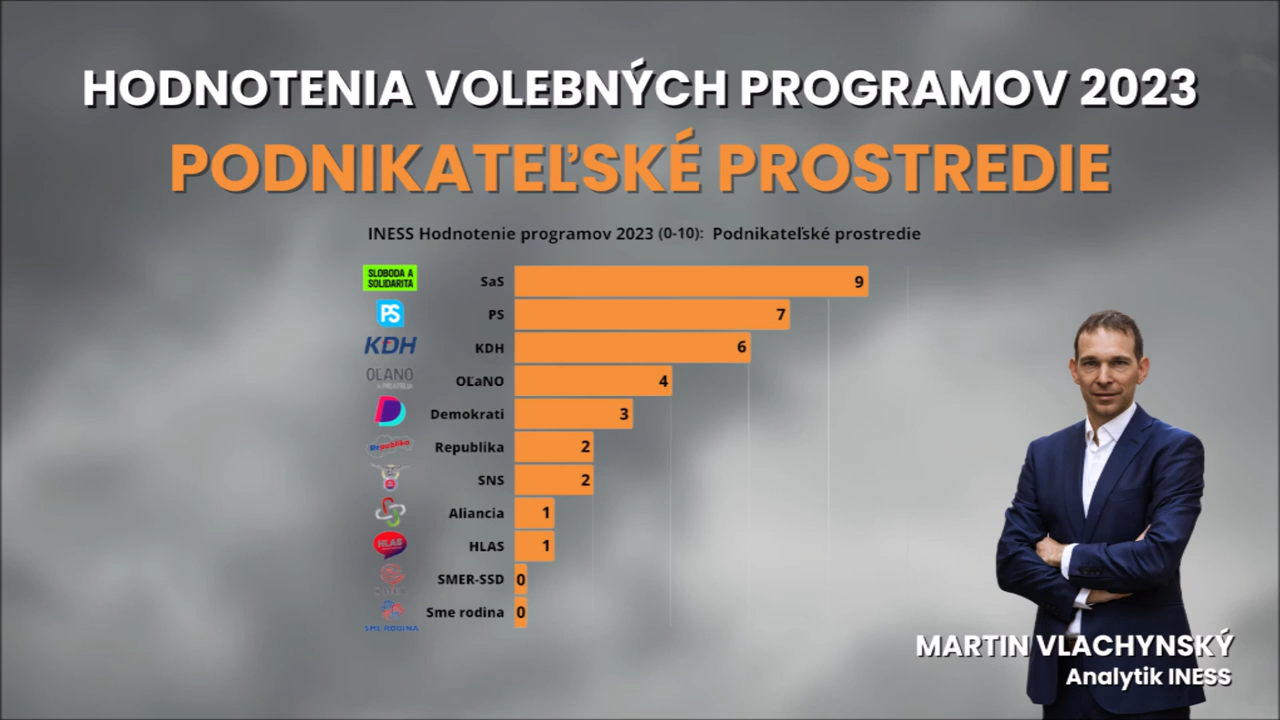 HODNOTENIA VOLEBNÝCH PROGRAMOV 2023
PODNIKATEĽSKÉ PROSTREDIE
INESS Hodnotenie programov 2023 (0-10): Podnikateľské prostredie
SLOBODA A
SOLIDARITA
SaS 9
PS
PS 7
KDH
KDH 6
OĽANO
OĽaNO 4
Demokrati 3
Republika
Republika 2
SNS 2
Aliancia 1
HLAS
HLAS 1
SMER-SSD 0
SME RODINA
Sme rodina 0
MARTIN VLACHYNSKÝ
Analytik INESS